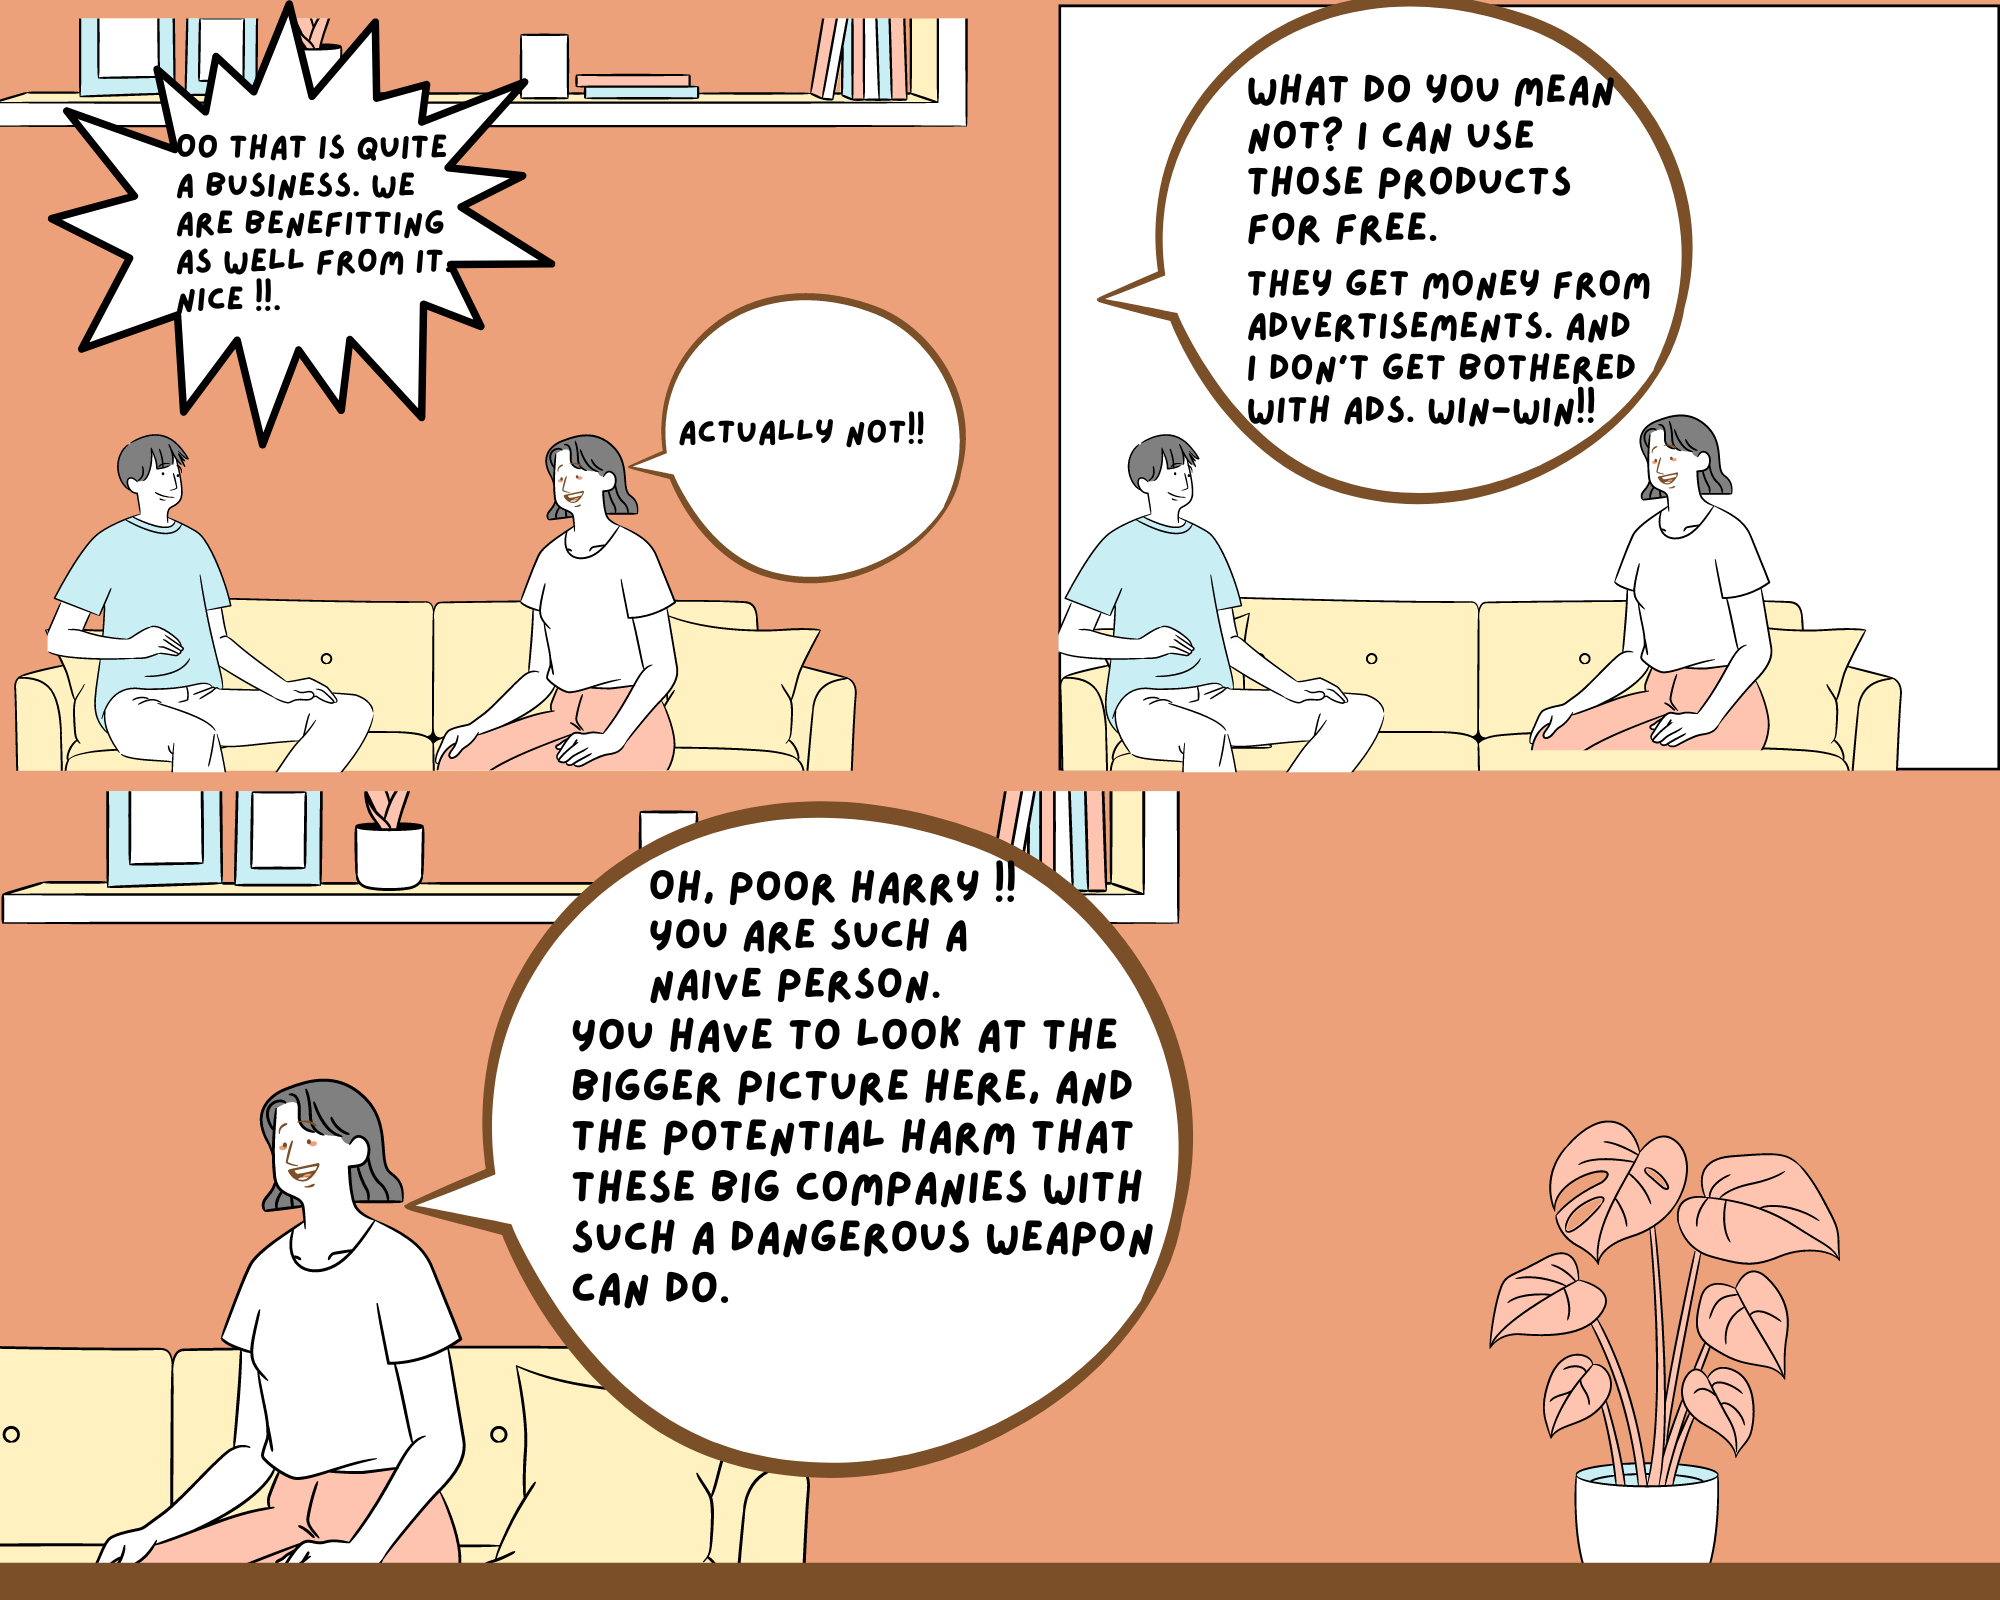 OO THAT IS QUITE
A BUSINESS. WE
ARE BENEFITTING
AS WELL FROM IT.
NICE !!.
ACTUALLY NOT!!
WHAT DO YOU MEAN
NOT? I CAN USE
THOSE PRODUCTS
FOR FREE.
THEY GET MONEY FROM
ADVERTISEMENTS. AND
I DON'T GET BOTHERED
WITH ADS. WIN-WIN!!
OH, POOR HARRY !!
YOU ARE SUCH A
NAIVE PERSON.
YOU HAVE TO LOOK AT THE
BIGGER PICTURE HERE, AND
THE POTENTIAL HARM THAT
THESE BIG COMPANIES WITH
SUCH A DANGEROUS WEAPON
CAN DO.